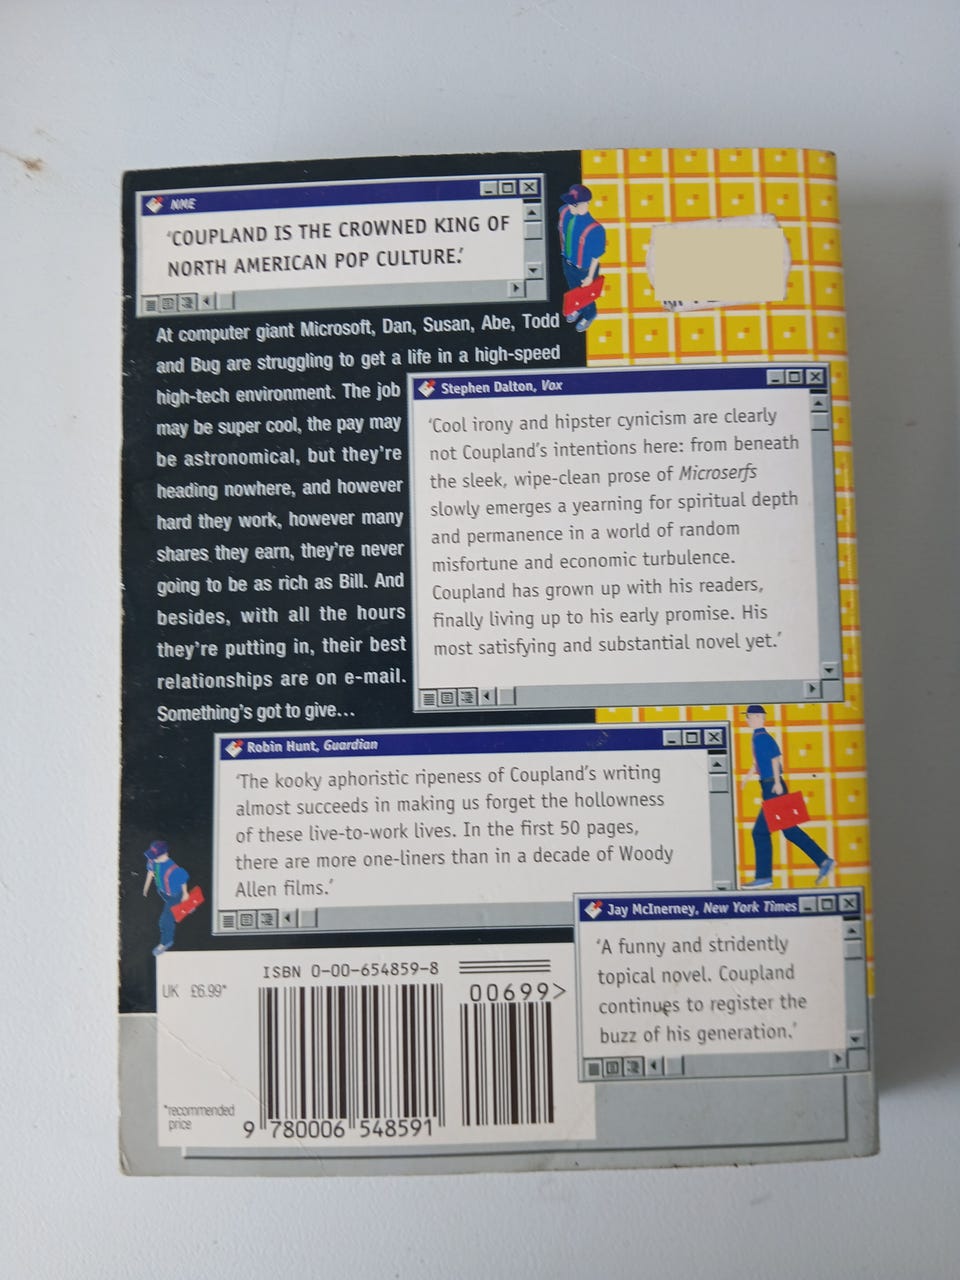 NME
‘COUPLAND IS THE CROWNED KING OF
NORTH AMERICAN POP CULTURE.’
At computer giant Microsoft, Dan, Susan, Abe, Todd
and Bug are struggling to get a life in a high-speed
high-tech environment. The job
may be super cool, the pay may
be astronomical, but they’re
heading nowhere, and however
hard they work, however many
shares they earn, they’re never
going to be as rich as Bill. And
besides, with all the hours
they’re putting in, their best
relationships are on e-mail.
Something’s got to give...
Stephen Dalton, Vox
‘Cool irony and hipster cynicism are clearly
not Coupland’s intentions here: from beneath
the sleek, wipe-clean prose of Microserfs
slowly emerges a yearning for spiritual depth
and permanence in a world of random
misfortune and economic turbulence.
Coupland has grown up with his readers,
finally living up to his early promise. His
most satisfying and substantial novel yet.’
Robin Hunt, Guardian
‘The kooky aphoristic ripeness of Coupland’s writing
almost succeeds in making us forget the hollowness
of these live-to-work lives. In the first 50 pages,
there are more one-liners than in a decade of Woody
Allen films.’
Jay McInerney, New York Times
‘A funny and stridently
topical novel. Coupland
continues to register the
buzz of his generation.’
ISBN 0-00-654859-8
UK £6.99*
00699>
*recommended
price
9 780006 548591